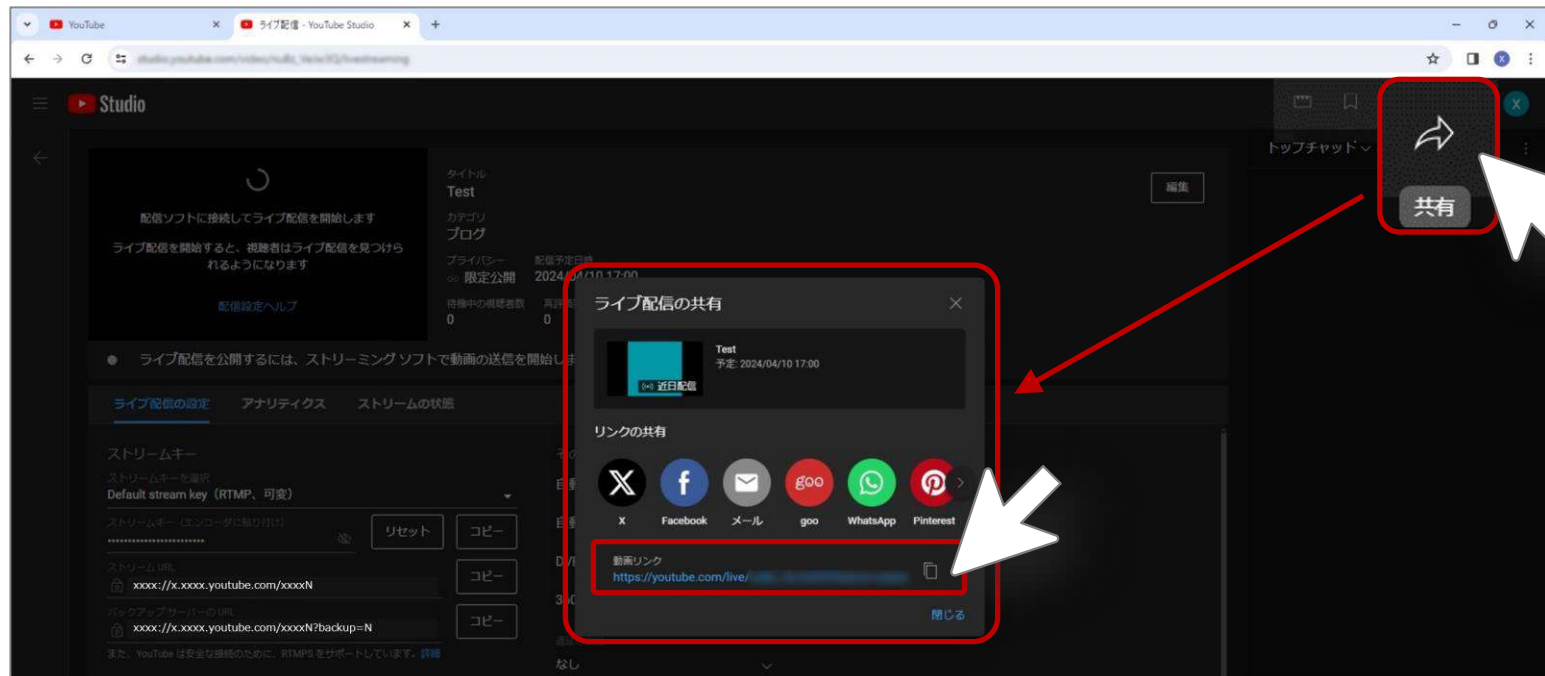 YouTube
ライブ配信 - YouTube Studio
Studio
X
トップチャット
共有
配信ソフトに接続してライブ配信を開始します
ライブ配信を開始すると、視聴者はライブ配信を見つけら
れるようになります
配信設定ヘルプ
タイトル
Test
カテゴリ
ブログ
プライバシー 配信予定日時
限定公開 2024/04/10 17:00
待機中の視聴者数 高評価
0 0
編集
ライブ配信を公開するには、ストリーミング ソフトで動画の送信を開始しま
ライブ配信の設定 アナリティクス ストリームの状態
ストリームキー
ストリームキーを選択
Default stream key（RTMP、可変）
ストリームキー（エンコーダに貼り付け）
リセット コピー
ストリーム URL
xxxx://x.xxxx.youtube.com/xxxxN
コピー
バックアップ サーバーの URL
xxxx://x.xxxx.youtube.com/xxxxN?backup=N
コピー
また、YouTube は安全な接続のために、RTMPS をサポートしています。詳細
なし
ライブ配信の共有
Test
予定: 2024/04/10 17:00
近日配信
リンクの共有
X f goo
X Facebook メール goo WhatsApp Pinterest
動画リンク
https://youtube.com/live/
閉じる